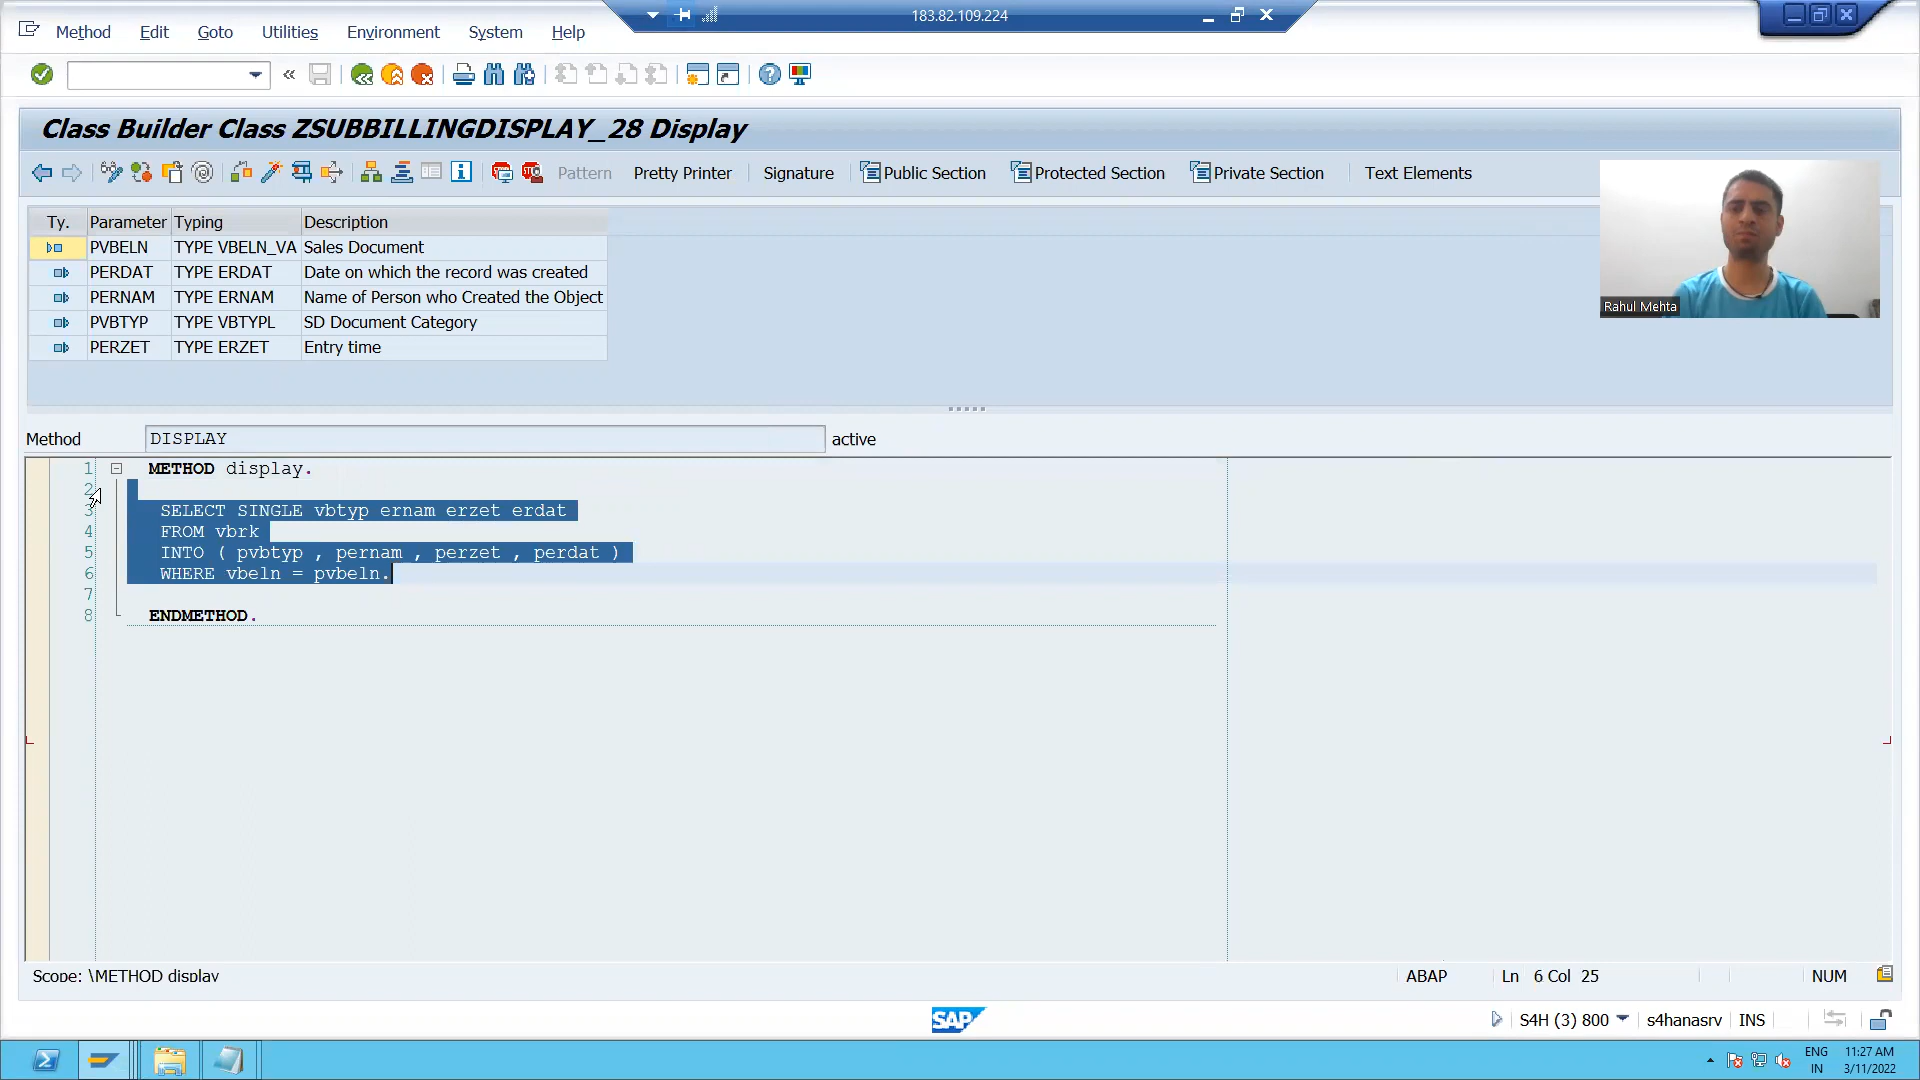 183.82.109.224
Method Edit Goto Utilities Environment System Help
Class Builder Class ZSUBBILLINGDISPLAY_28 Display
Pattern Pretty Printer Signature Public Section Protected Section Private Section Text Elements
Ty. Parameter Typing Description
PVBELN TYPE VBELN_VA Sales Document
PERDAT TYPE ERDAT Date on which the record was created
PERNAM TYPE ERNAM Name of Person who Created the Object
PVBTYP TYPE VBTYPL SD Document Category
PERZET TYPE ERZET Entry time
Rahul Mehta
Method DISPLAY active
1 METHOD display.
2
3 SELECT SINGLE vbtyp ernam erzet erdat
4 FROM vbrk
5 INTO ( pvbtyp , pernam , perzet , perdat )
6 WHERE vbeln = pvbeln.
7
8 ENDMETHOD.
Scope: \METHOD display ABAP Ln 6 Col 25 NUM
SAP S4H (3) 800 s4hanasrv INS
ENG 11:27 AM
IN 3/11/2022